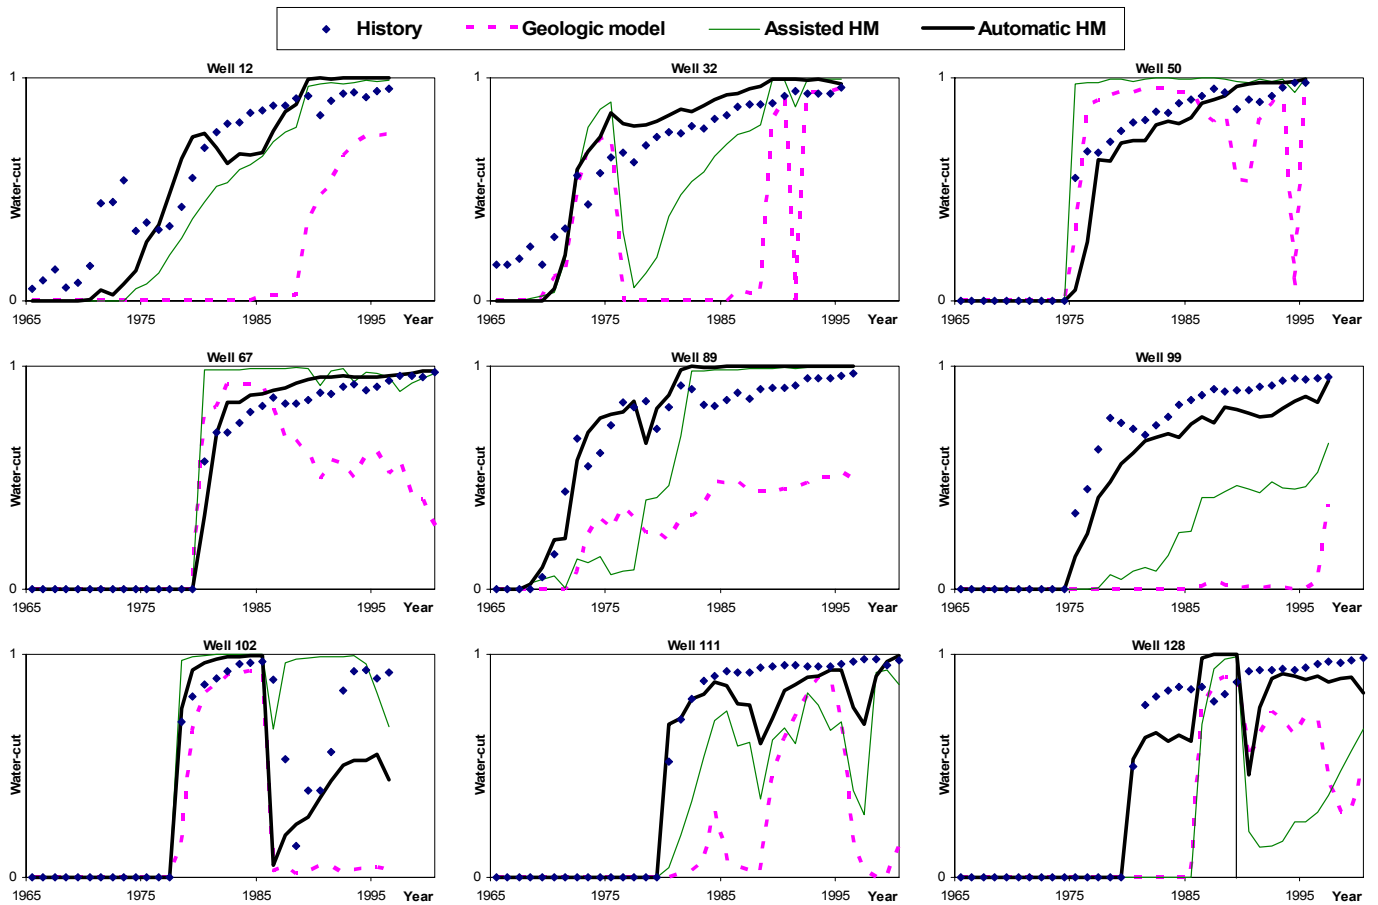 History Geologic model Assisted HM Automatic HM
Well 12 Well 32 Well 50
1 1 1
Water-cut Water-cut Water-cut
0 0 0
1965 1975 1985 1995 Year 1965 1975 1985 1995 Year 1965 1975 1985 1995 Year
Well 67 Well 89 Well 99
1 1 1
Water-cut Water-cut Water-cut
0 0 0
1965 1975 1985 1995 Year 1965 1975 1985 1995 Year 1965 1975 1985 1995 Year
Well 102 Well 111 Well 128
1 1 1
Water-cut Water-cut Water-cut
0 0 0
1965 1975 1985 1995 Year 1965 1975 1985 1995 Year 1965 1975 1985 1995 Year